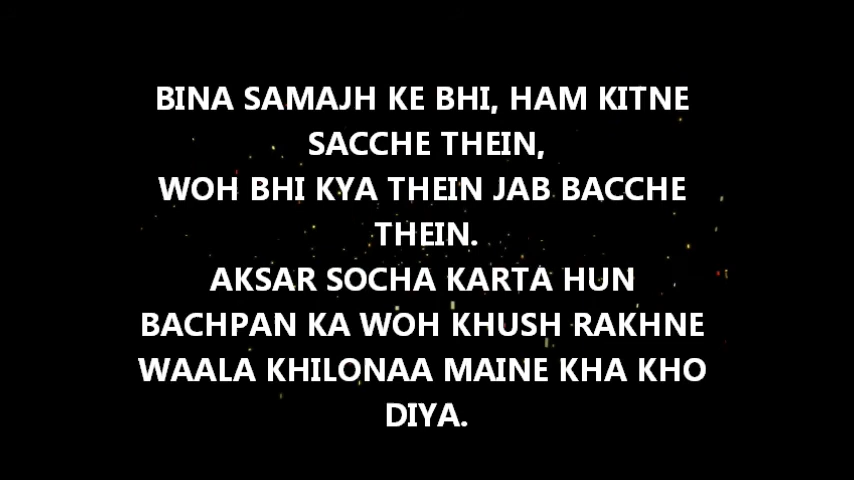 BINA SAMAJH KE BHI, HAM KITNE
SACCHE THEIN,
WOH BHI KYA THEIN JAB BACCHE
THEIN.
AKSAR SOCHA KARTA HUN
BACHPAN KA WOH KHUSH RAKHNE
WAALA KHILONAA MAINE KHA KHO
DIYA.